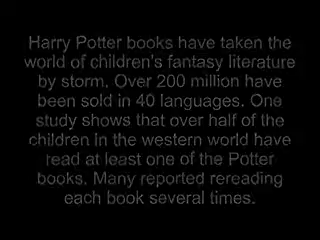 Harry Potter books have taken the
world of children's fantasy literature
by storm. Over 200 million have
been sold in 40 languages. One
study shows that over half of the
children in the western world have
read at least one of the Potter
books. Many reported rereading
each book several times.